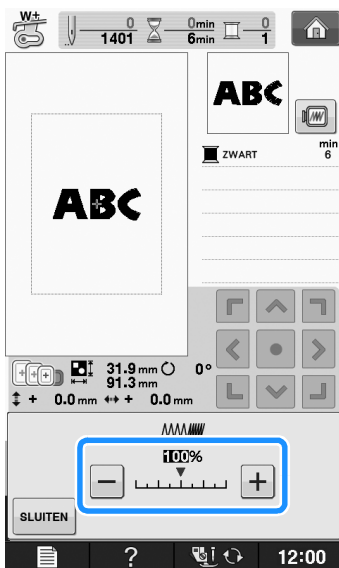 W+
0 0min 0
1401 6min 1
ABC
min
ZWART 6
ABC
31.9 mm 0°
91.3 mm
+ 0.0 mm + 0.0 mm
100%
− +
SLUITEN
? 12:00